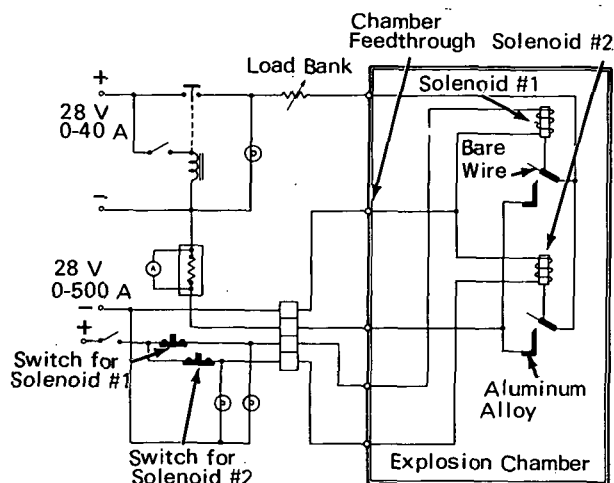 Chamber
Feedthrough Solenoid #2
Load Bank
Solenoid #1
+
28 V
0-40 A
P
Bare
Wire
−
A
28 V
0-500 A
−
+
Switch for
Solenoid #1
P P
Aluminum
Alloy
Switch for
Solenoid #2
Explosion Chamber